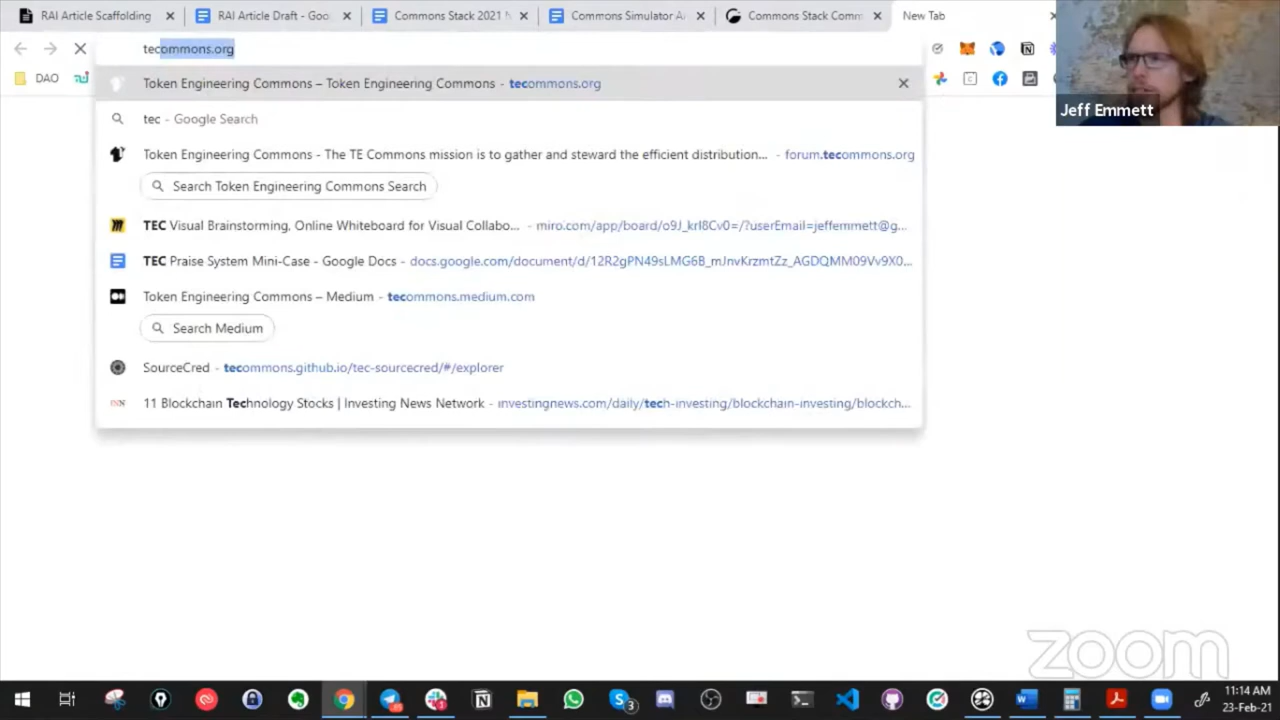 RAI Article Scaffolding
RAI Article Draft - Goo
Commons Stack 2021
Commons Simulator A
Commons Stack Comm
New Tab
tecommons.org
DAO
Token Engineering Commons – Token Engineering Commons - tecommons.org
Jeff Emmett
tec - Google Search
Token Engineering Commons - The TE Commons mission is to gather and steward the efficient distribution... - forum.tecommons.org
Search Token Engineering Commons Search
TEC Visual Brainstorming, Online Whiteboard for Visual Collabo... - miro.com/app/board/o9J_krI8Cv0=/?userEmail=jeffemmett@g...
TEC Praise System Mini-Case - Google Docs - docs.google.com/document/d/12R2gPN49sLMG6B_mJnvKrzmtZz_AGDQMM09Vv9X0...
Token Engineering Commons – Medium - tecommons.medium.com
Search Medium
SourceCred - tecommons.github.io/tec-sourcecred/#/explorer
11 Blockchain Technology Stocks | Investing News Network - investingnews.com/daily/tech-investing/blockchain-investing/blockch...
zoom
11:14 AM
23-Feb-21